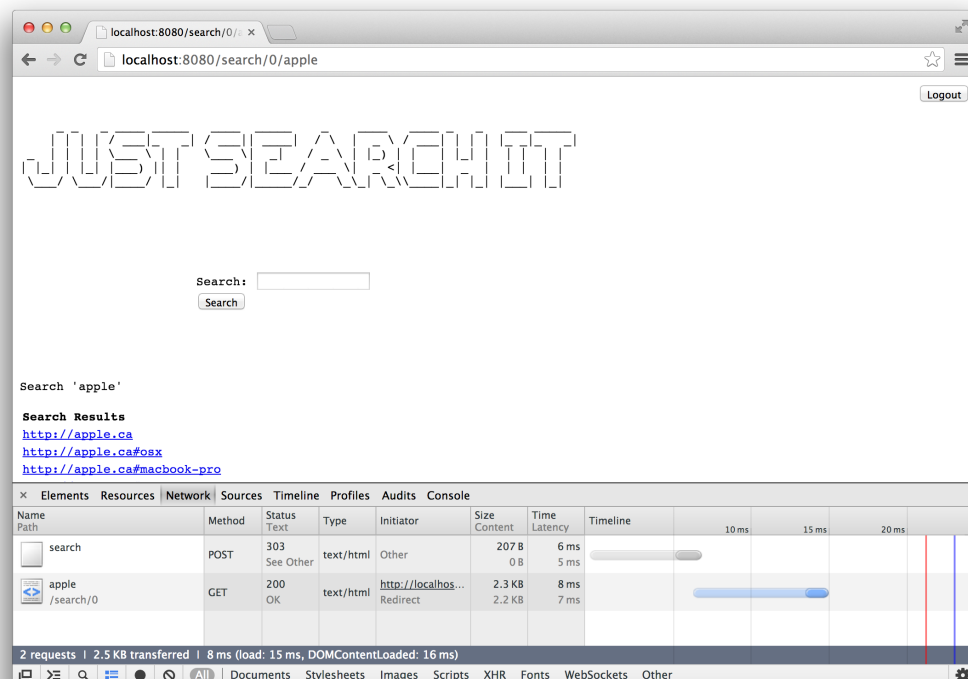 localhost:8080/search/0/a
localhost:8080/search/0/apple
Logout
JUST SEARCH IT
Search:
Search
Search 'apple'
Search Results
http://apple.ca
http://apple.ca#osx
http://apple.ca#macbook-pro
× Elements Resources Network Sources Timeline Profiles Audits Console
Name Method Status Type Initiator Size Time Timeline
Path Text Content Latency 10 ms 15 ms 20 ms
search POST 303 text/html Other 207 B 6 ms
See Other 0 B 5 ms
apple GET 200 text/html http://localhos... 2.3 KB 8 ms
/search/0 OK Redirect 2.2 KB 7 ms
2 requests | 2.5 KB transferred | 8 ms (load: 15 ms, DOMContentLoaded: 16 ms)
All Documents Stylesheets Images Scripts XHR Fonts WebSockets Other